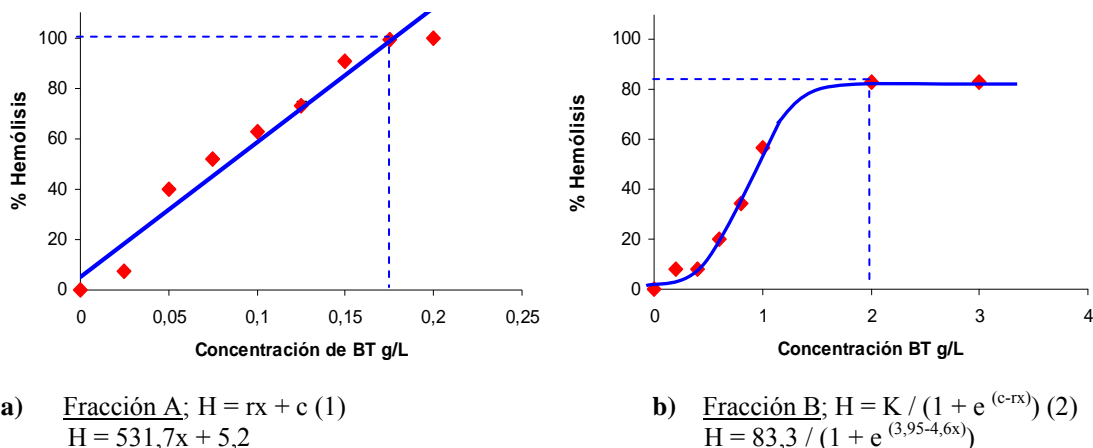 % Hemólisis
100
80
60
40
20
0
0
0,05
0,1
0,15
0,2
0,25
Concentración de BT g/L
a) Fracción A; H = rx + c (1)
H = 531,7x + 5,2
% Hemólisis
100
80
60
40
20
0
0
1
2
3
4
Concentración BT g/L
b) Fracción B; H = K / (1 + e (c-rx)) (2)
H = 83,3 / (1 + e (3,95-4,6x))